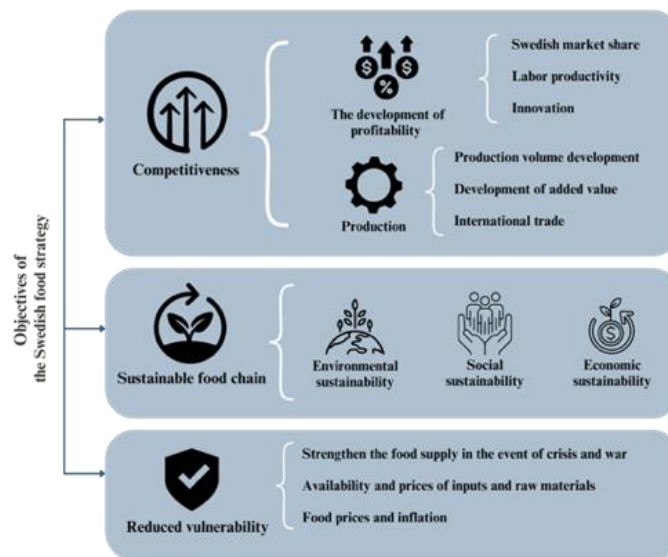 Objectives of
the Swedish food strategy
Competitiveness
The development of
profitability
Swedish market share
Labor productivity
Innovation
Production
Production volume development
Development of added value
International trade
Sustainable food chain
Environmental
sustainability
Social
sustainability
Economic
sustainability
Reduced vulnerability
Strengthen the food supply in the event of crisis and war
Availability and prices of inputs and raw materials
Food prices and inflation